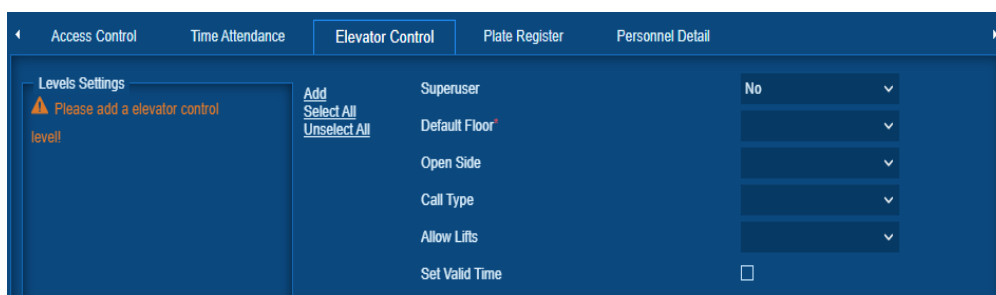 Access Control Time Attendance Elevator Control Plate Register Personnel Detail
Levels Settings
Please add a elevator control
level!
Add
Select All
Unselect All
Superuser No
Default Floor*
Open Side
Call Type
Allow Lifts
Set Valid Time